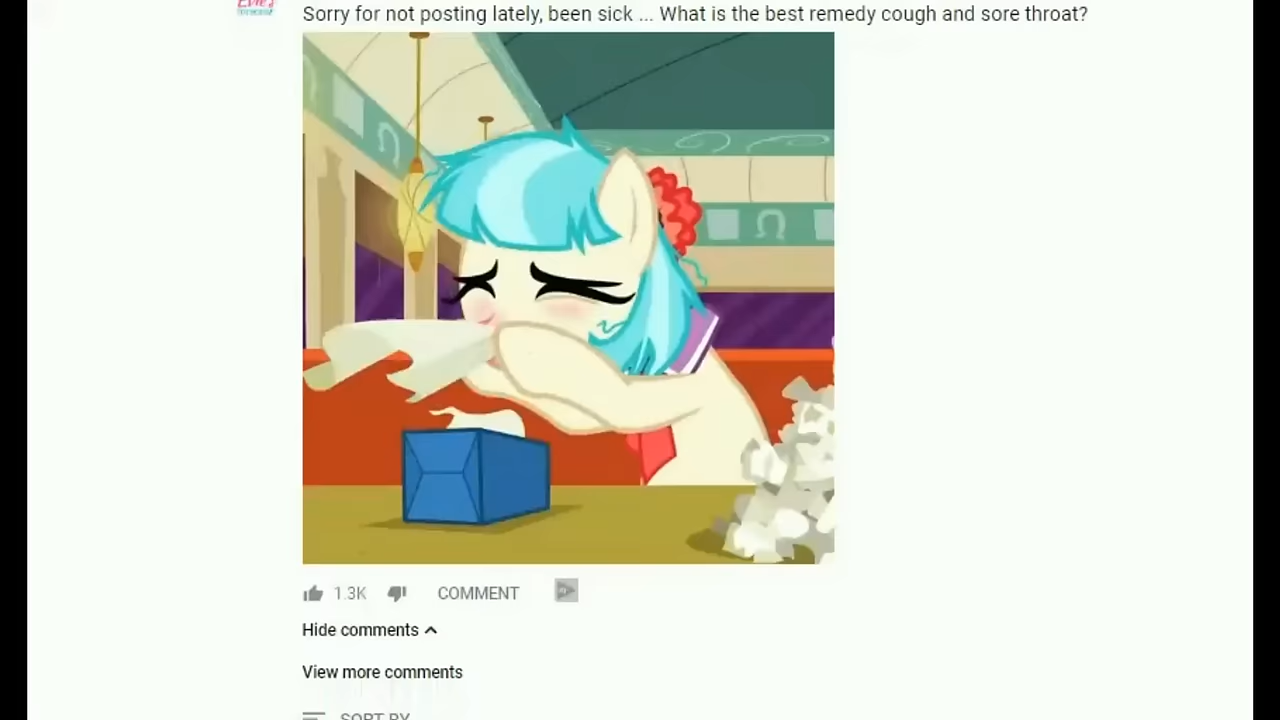 Sorry for not posting lately, been sick ... What is the best remedy cough and sore throat?
1.3K
COMMENT
Hide comments
View more comments
SORT BY